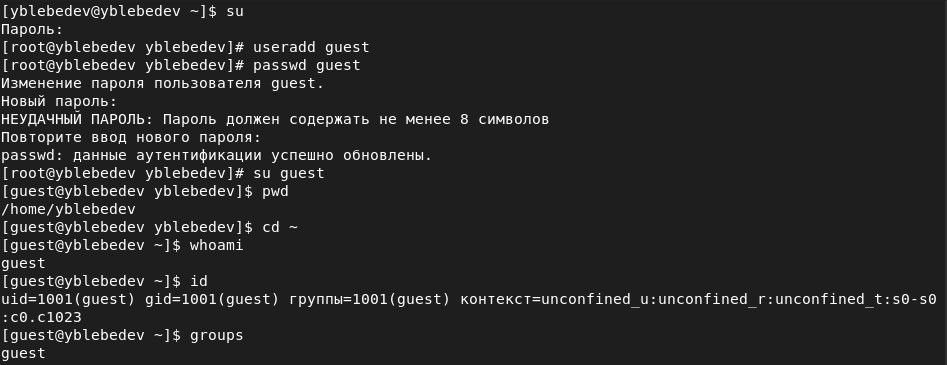 [yblebedev@yblebedev ~]$ su
Пароль:
[root@yblebedev yblebedev]# useradd guest
[root@yblebedev yblebedev]# passwd guest
Изменение пароля пользователя guest.
Новый пароль:
НЕУДАЧНЫЙ ПАРОЛЬ: Пароль должен содержать не менее 8 символов
Повторите ввод нового пароля:
passwd: данные аутентификации успешно обновлены.
[root@yblebedev yblebedev]# su guest
[guest@yblebedev yblebedev]$ pwd
/home/yblebedev
[guest@yblebedev yblebedev]$ cd ~
[guest@yblebedev ~]$ whoami
guest
[guest@yblebedev ~]$ id
uid=1001(guest) gid=1001(guest) группы=1001(guest) контекст=unconfined_u:unconfined_r:unconfined_t:s0-s0
:c0.c1023
[guest@yblebedev ~]$ groups
guest